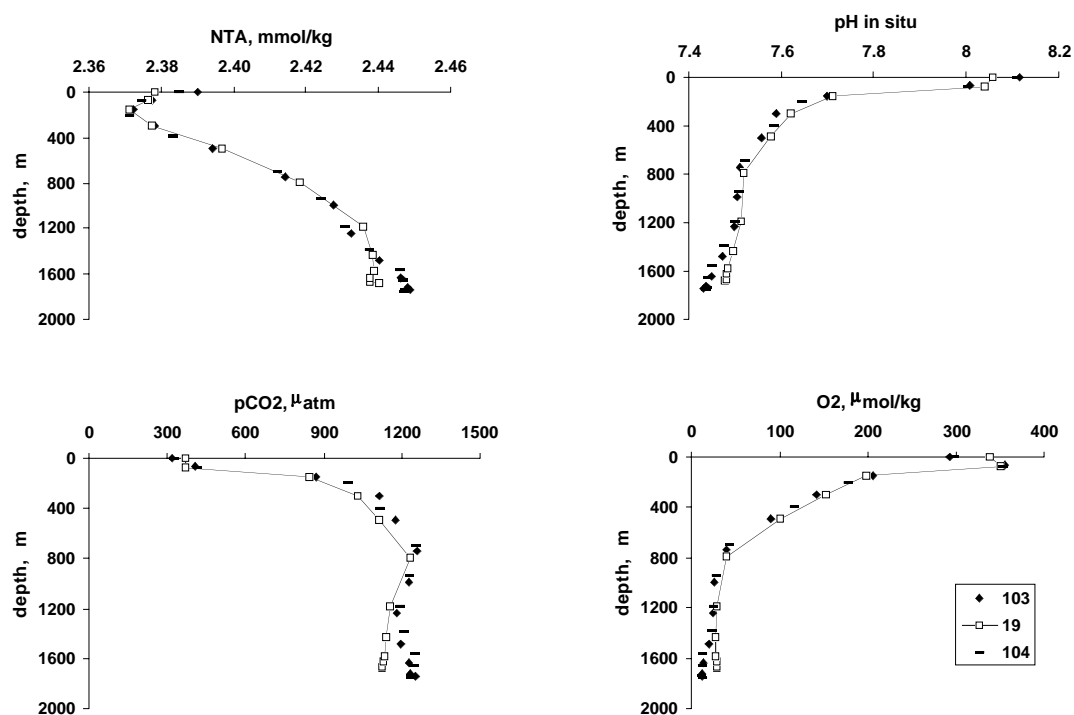 NTA, mmol/kg
2.36 2.38 2.40 2.42 2.44 2.46
0
400
800
1200
1600
2000
depth, m
pH in situ
7.4 7.6 7.8 8 8.2
0
400
800
1200
1600
2000
depth, m
pCO2, μatm
0 300 600 900 1200 1500
0
400
800
1200
1600
2000
depth, m
O2, μmol/kg
0 100 200 300 400
0
400
800
1200
1600
2000
depth, m
103
19
104